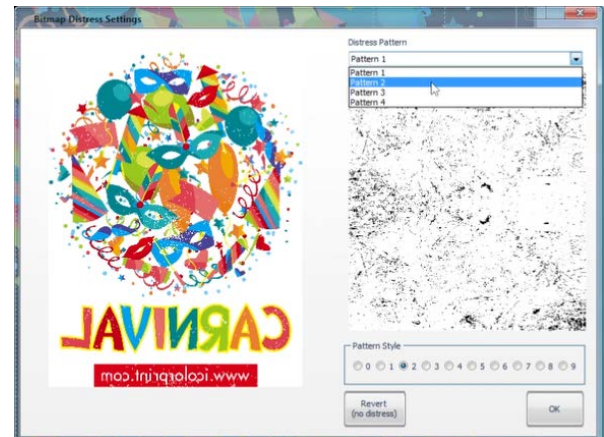 Bitmap Distress Settings
Distress Pattern
Pattern 1
Pattern 1
Pattern 2
Pattern 3
Pattern 4
CARNIVAL
www.icolorprint.com
Pattern Style
0 1 2 3 4 5 6 7 8 9
Revert
(no distress)
OK